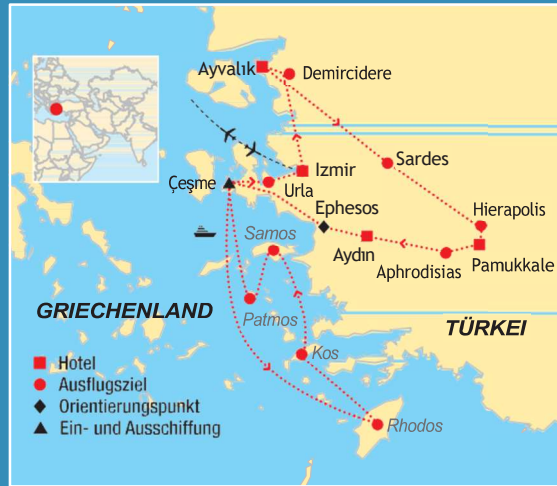 Ayvalık
Demircidere
Sardes
Izmir
Çeşme
Urla
Ephesos
Hierapolis
Samos
Aydın
Aphrodisias
Pamukkale
GRIECHENLAND
Patmos
TÜRKEI
Kos
Rhodos
Hotel
Ausflugsziel
Orientierungspunkt
Ein- und Ausschiffung